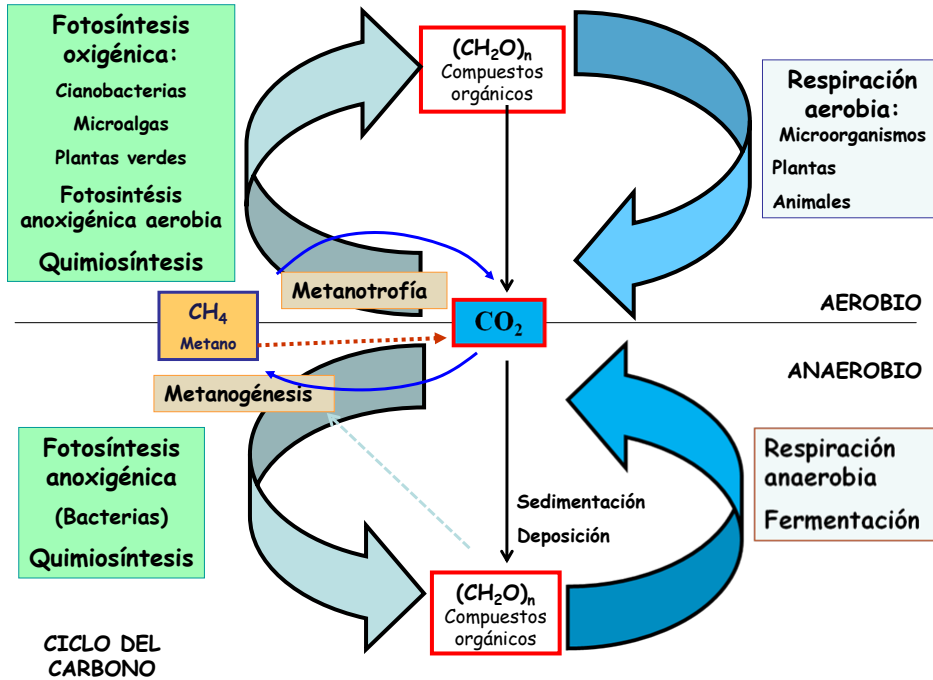 Fotosíntesis
oxigénica:
Cianobacterias
Microalgas
Plantas verdes
Fotosintésis
anoxigénica aerobia
Quimiosíntesis
(CH₂O)ₙ
Compuestos
orgánicos
Respiración
aerobia:
Microorganismos
Plantas
Animales
Metanotrofía
CH₄
Metano
CO₂
AEROBIO
ANAEROBIO
Metanogénesis
Fotosíntesis
anoxigénica
(Bacterias)
Quimiosíntesis
Sedimentación
Deposición
Respiración
anaerobia
Fermentación
(CH₂O)ₙ
Compuestos
orgánicos
CICLO DEL
CARBONO